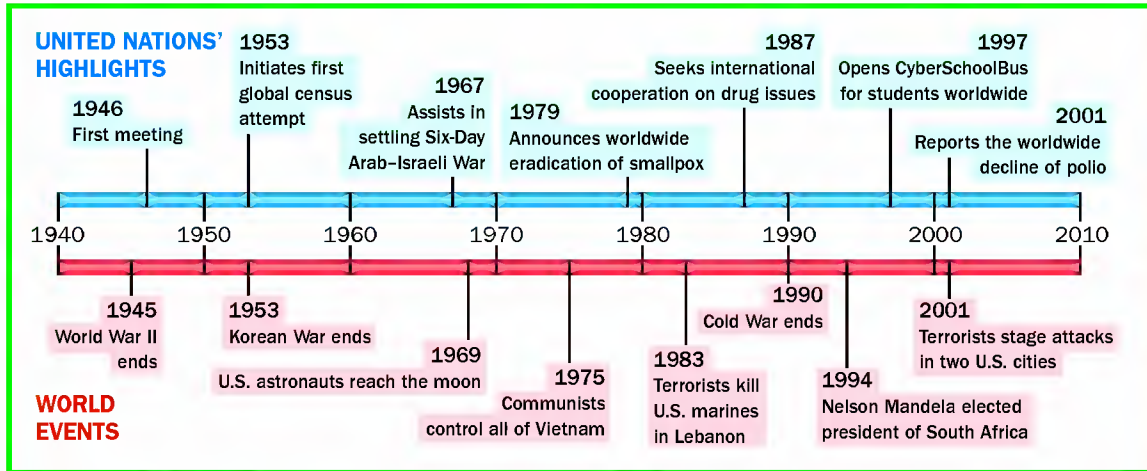 UNITED NATIONS'
HIGHLIGHTS
1946
First meeting
1953
Initiates first
global census
attempt
1967
Assists in
settling Six-Day
Arab–Israeli War
1979
Announces worldwide
eradication of smallpox
1987
Seeks international
cooperation on drug issues
1997
Opens CyberSchoolBus
for students worldwide
2001
Reports the worldwide
decline of polio
1940 1950 1960 1970 1980 1990 2000 2010
1945
World War II
ends
1953
Korean War ends
1969
U.S. astronauts reach the moon
1975
Communists
control all of Vietnam
1983
Terrorists kill
U.S. marines
in Lebanon
1990
Cold War ends
1994
Nelson Mandela elected
president of South Africa
2001
Terrorists stage attacks
in two U.S. cities
WORLD
EVENTS